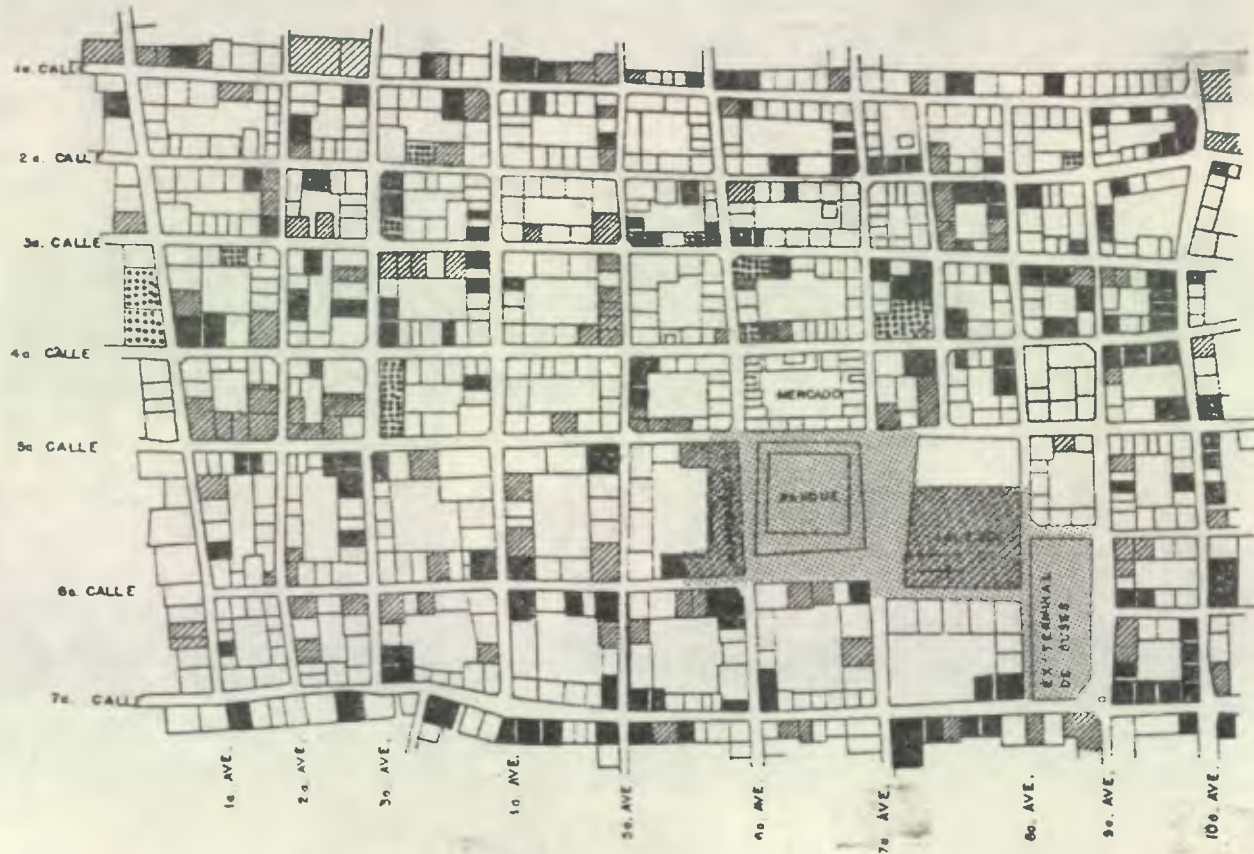 1a. CALLE
2a. CALL
3a. CALLE
4a CALLE
MERCADO
5a CALLE
PARQUE
6a. CALLE
EX-TERMINAL
DE BUSES
7a. CALLE
1a. AVE.
2a. AVE.
3a AVE.
5a. AVE.
6a. AVE.
7a AVE.
8a. AVE.
9a. AVE.
10a. AVE.